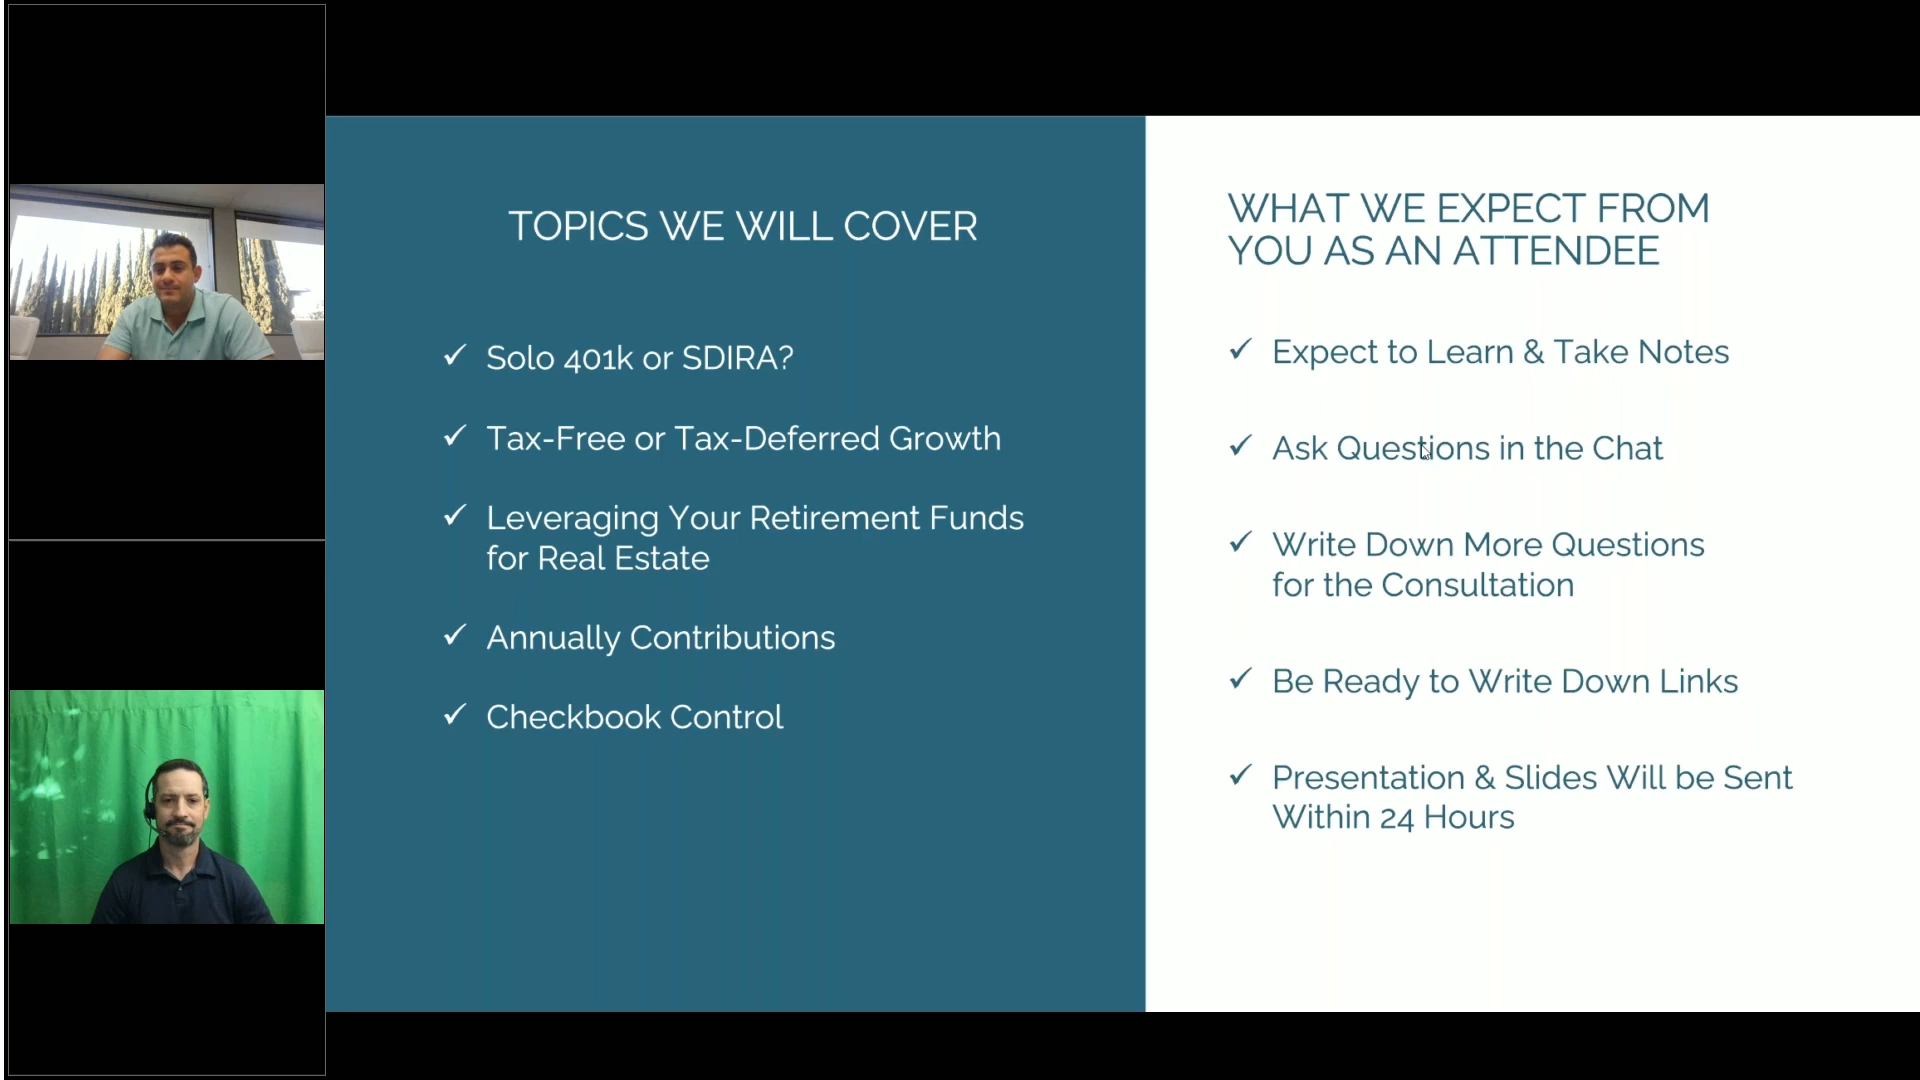 TOPICS WE WILL COVER
Solo 401k or SDIRA?
Tax-Free or Tax-Deferred Growth
Leveraging Your Retirement Funds
for Real Estate
Annually Contributions
Checkbook Control
WHAT WE EXPECT FROM
YOU AS AN ATTENDEE
Expect to Learn & Take Notes
Ask Questions in the Chat
Write Down More Questions
for the Consultation
Be Ready to Write Down Links
Presentation & Slides Will be Sent
Within 24 Hours